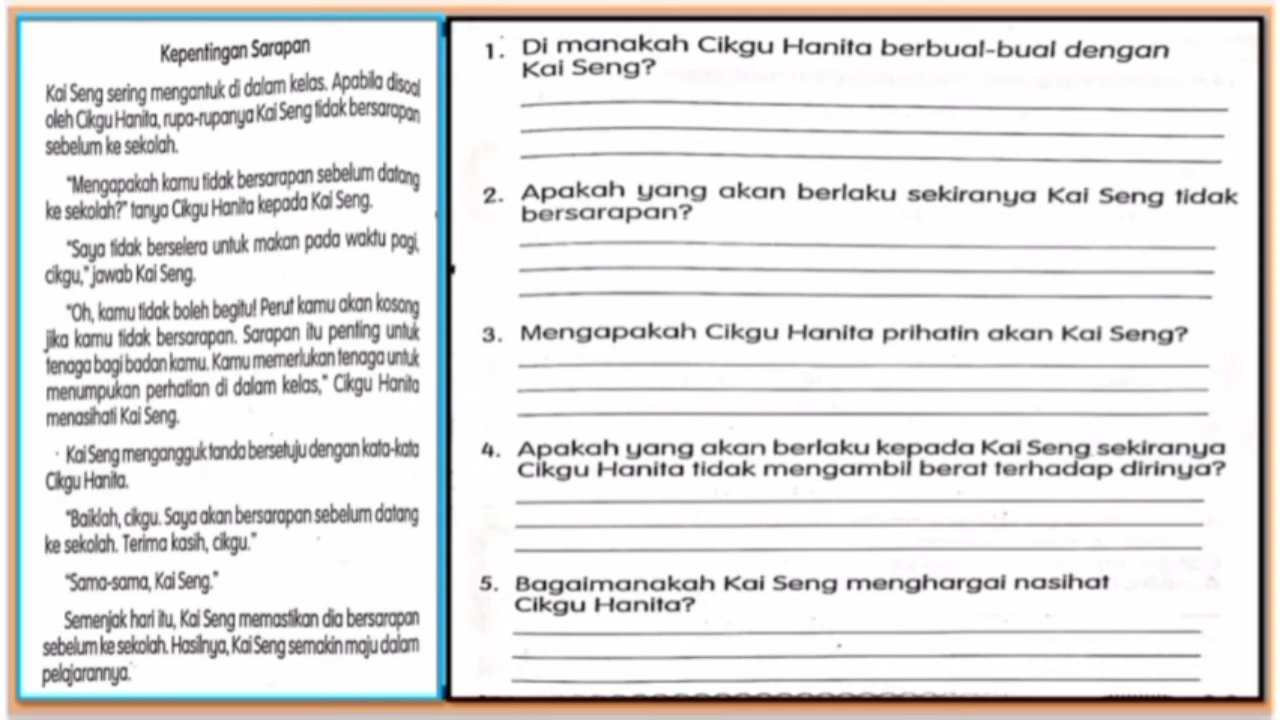 Kepentingan Sarapan
Kai Seng sering mengantuk di dalam kelas. Apabila disoal
oleh Cikgu Hanita, rupa-rupanya Kai Seng tidak bersarapan
sebelum ke sekolah.
"Mengapakah kamu tidak bersarapan sebelum datang
ke sekolah?" tanya Cikgu Hanita kepada Kai Seng.
"Saya tidak berselera untuk makan pada waktu pagi,
cikgu," jawab Kai Seng.
"Oh, kamu tidak boleh begitu! Perut kamu akan kosong
jika kamu tidak bersarapan. Sarapan itu penting untuk
tenaga bagi badan kamu. Kamu memerlukan tenaga untuk
menumpukan perhatian di dalam kelas," Cikgu Hanita
menasihati Kai Seng.
Kai Seng mengangguk tanda bersetuju dengan kata-kata
Cikgu Hanita.
"Baiklah, cikgu. Saya akan bersarapan sebelum datang
ke sekolah. Terima kasih, cikgu."
"Sama-sama, Kai Seng."
Semenjak hari itu, Kai Seng memastikan dia bersarapan
sebelum ke sekolah. Hasilnya, Kai Seng semakin maju dalam
pelajarannya.
1. Di manakah Cikgu Hanita berbual-bual dengan
Kai Seng?
2. Apakah yang akan berlaku sekiranya Kai Seng tidak
bersarapan?
3. Mengapakah Cikgu Hanita prihatin akan Kai Seng?
4. Apakah yang akan berlaku kepada Kai Seng sekiranya
Cikgu Hanita tidak mengambil berat terhadap dirinya?
5. Bagaimanakah Kai Seng menghargai nasihat
Cikgu Hanita?